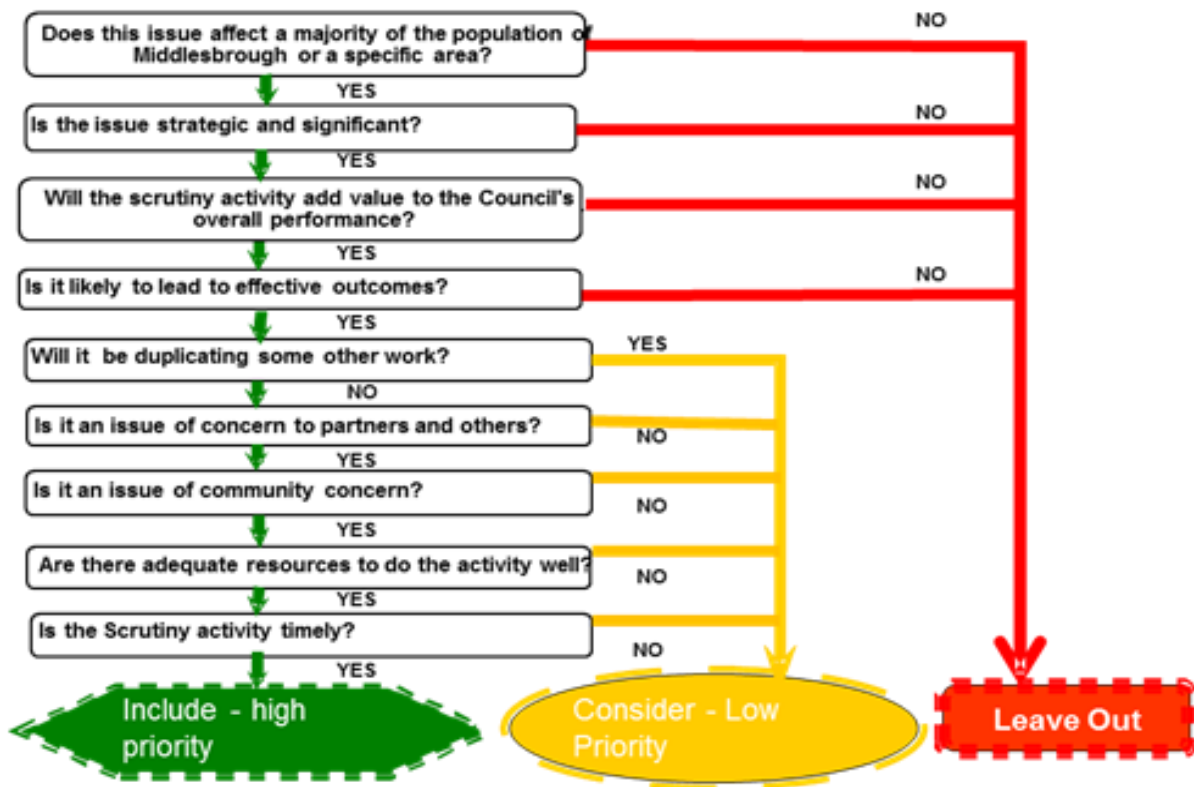 Does this issue affect a majority of the population of
Middlesbrough or a specific area?
NO
YES
Is the issue strategic and significant?
NO
YES
Will the scrutiny activity add value to the Council's
overall performance?
NO
YES
Is it likely to lead to effective outcomes?
NO
YES
Will it be duplicating some other work?
YES
NO
Is it an issue of concern to partners and others?
NO
YES
Is it an issue of community concern?
NO
YES
Are there adequate resources to do the activity well?
NO
YES
Is the Scrutiny activity timely?
NO
YES
Include - high
priority
Consider - Low
Priority
Leave Out